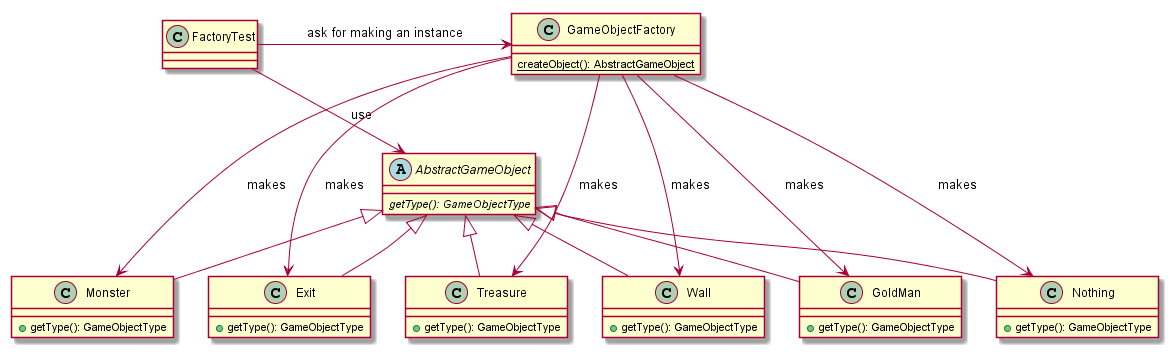 C FactoryTest
ask for making an instance
C GameObjectFactory
createObject(): AbstractGameObject
use
A AbstractGameObject
getType(): GameObjectType
makes
makes
makes
makes
makes
makes
C Monster
getType(): GameObjectType
C Exit
getType(): GameObjectType
C Treasure
getType(): GameObjectType
C Wall
getType(): GameObjectType
C GoldMan
getType(): GameObjectType
C Nothing
getType(): GameObjectType